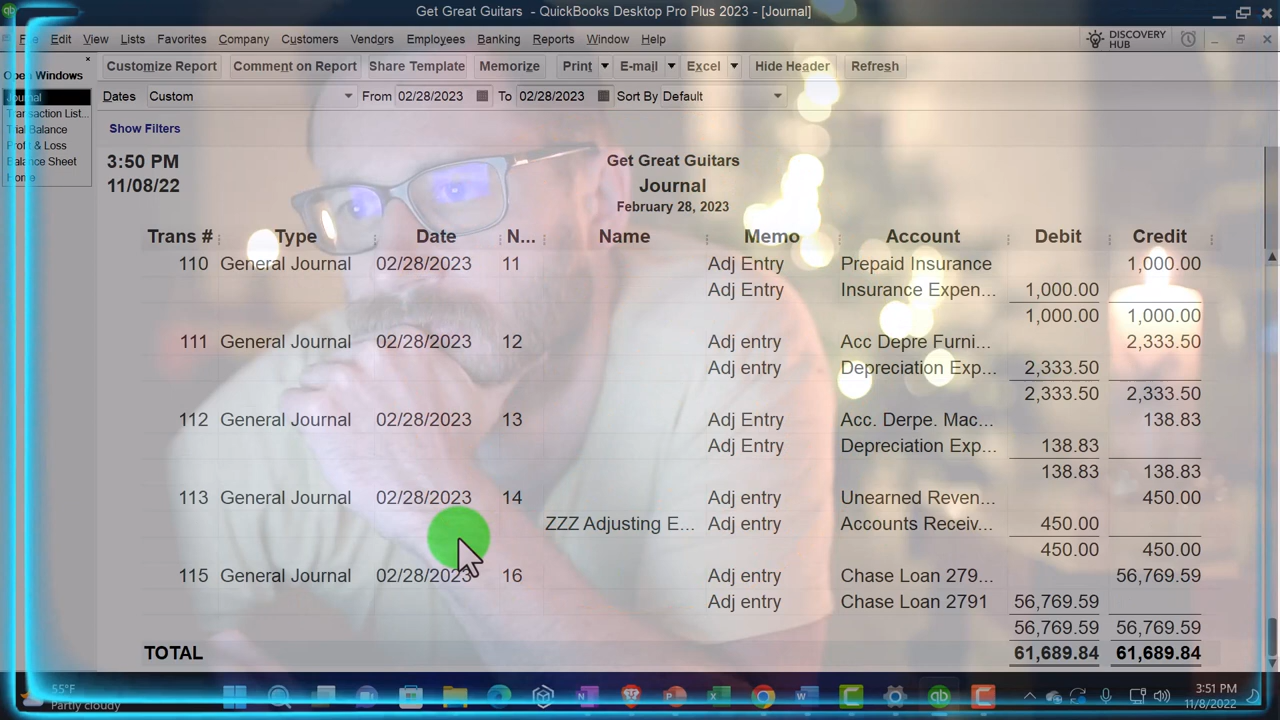 Get Great Guitars - QuickBooks Desktop Pro Plus 2023 - [Journal]
File Edit View Lists Favorites Company Customers Vendors Employees Banking Reports Window Help
DISCOVERY HUB
Open Windows
Customize Report Comment on Report Share Template Memorize Print E-mail Excel Hide Header Refresh
Journal
Dates Custom From 02/28/2023 To 02/28/2023 Sort By Default
Transaction List...
Trial Balance
Show Filters
Profit & Loss
Balance Sheet
Home
3:50 PM
11/08/22
Get Great Guitars
Journal
February 28, 2023
Trans # Type Date N... Name Memo Account Debit Credit
110 General Journal 02/28/2023 11 Adj Entry Prepaid Insurance 1,000.00
Adj Entry Insurance Expen... 1,000.00
1,000.00 1,000.00
111 General Journal 02/28/2023 12 Adj Entry Acc Depre Furni... 2,333.50
Adj Entry Depreciation Exp... 2,333.50
2,333.50 2,333.50
112 General Journal 02/28/2023 13 Adj Entry Acc. Derpe. Mac... 138.83
Adj Entry Depreciation Exp... 138.83
138.83 138.83
113 General Journal 02/28/2023 14 Adj entry Unearned Reven... 450.00
ZZZ Adjusting E... Adj entry Accounts Receiv... 450.00
450.00 450.00
115 General Journal 02/28/2023 16 Adj entry Chase Loan 279... 56,769.59
Adj entry Chase Loan 2791 56,769.59
56,769.59 56,769.59
TOTAL 61,689.84 61,689.84
55°F
Partly cloudy
3:51 PM
11/8/2022